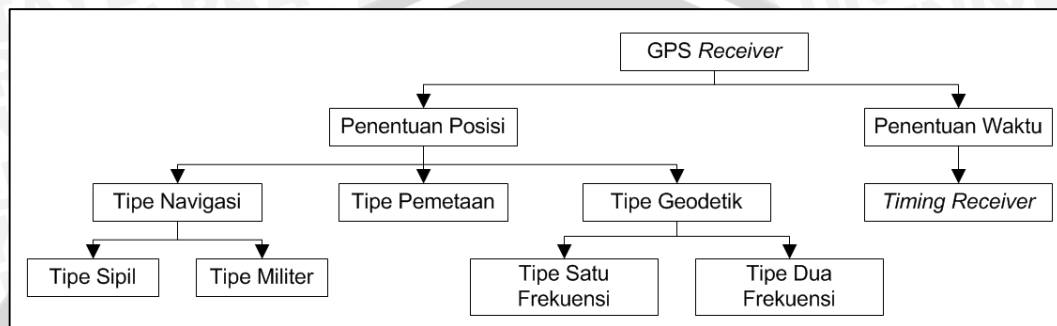 GPS Receiver
Penentuan Posisi
Penentuan Waktu
Tipe Navigasi
Tipe Pemetaan
Tipe Geodetik
Timing Receiver
Tipe Sipil
Tipe Militer
Tipe Satu
Frekuensi
Tipe Dua
Frekuensi